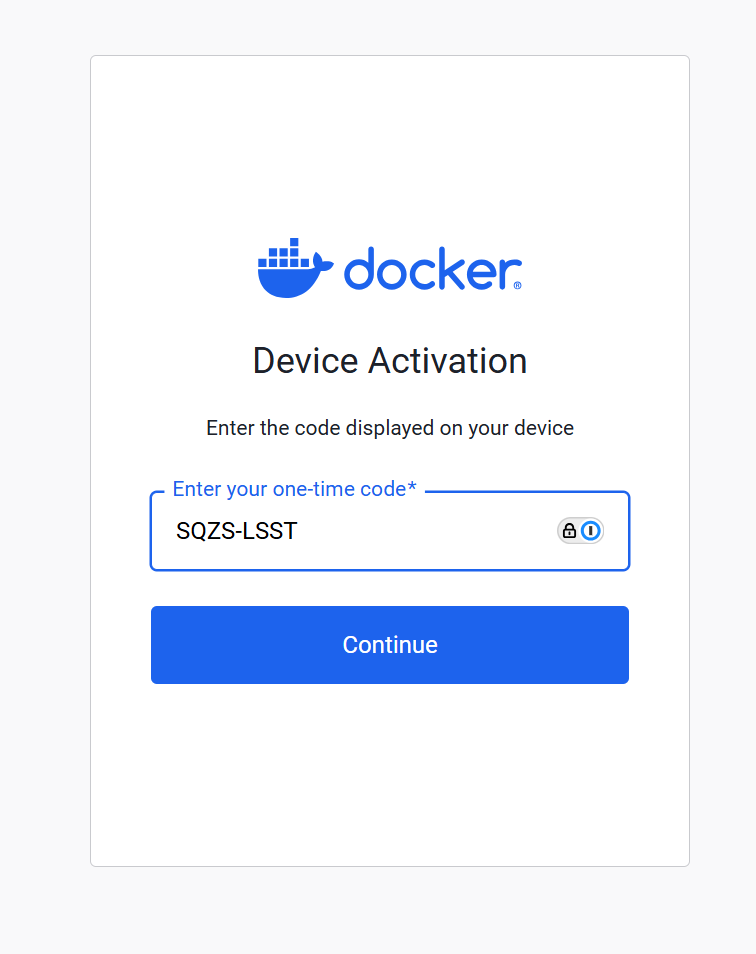 docker®
Device Activation
Enter the code displayed on your device
Enter your one-time code*
SQZS-LSST
Continue